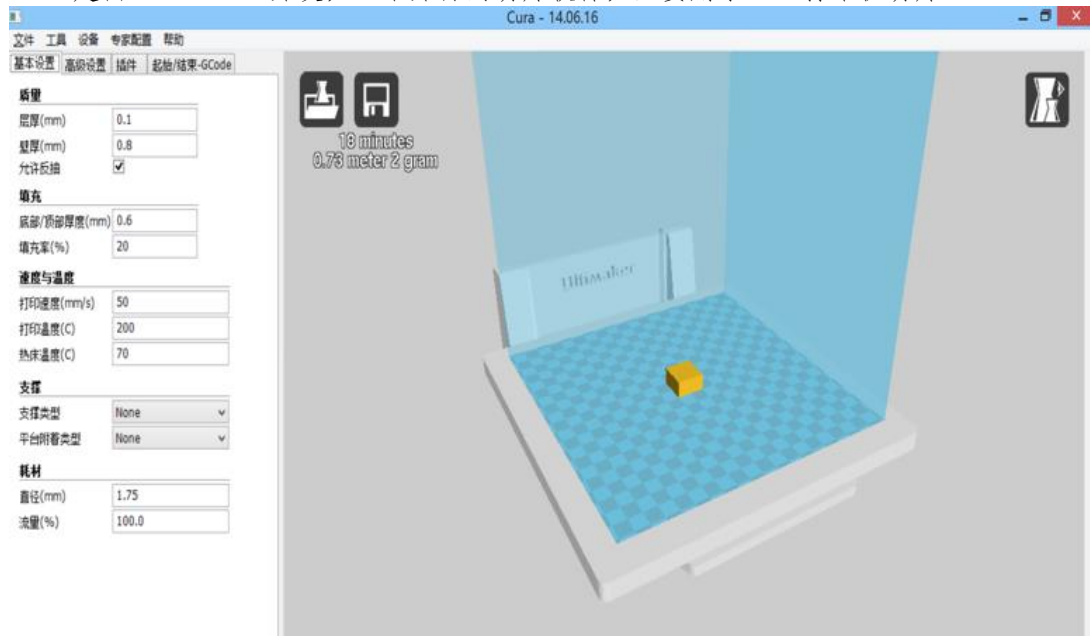 Cura - 14.06.16
文件 工具 设备 专家配置 帮助
基本设置 高级设置 插件 起始/结束-GCode
质量
层厚(mm) 0.1
壁厚(mm) 0.8
允许反抽
填充
底部/顶部厚度(mm) 0.6
填充率(%) 20
速度与温度
打印速度(mm/s) 50
打印温度(C) 200
热床温度(C) 70
支撑
支撑类型 None
平台附着类型 None
耗材
直径(mm) 1.75
流量(%) 100.0
18 minutes
0.73 meter 2 gram
Ultimaker